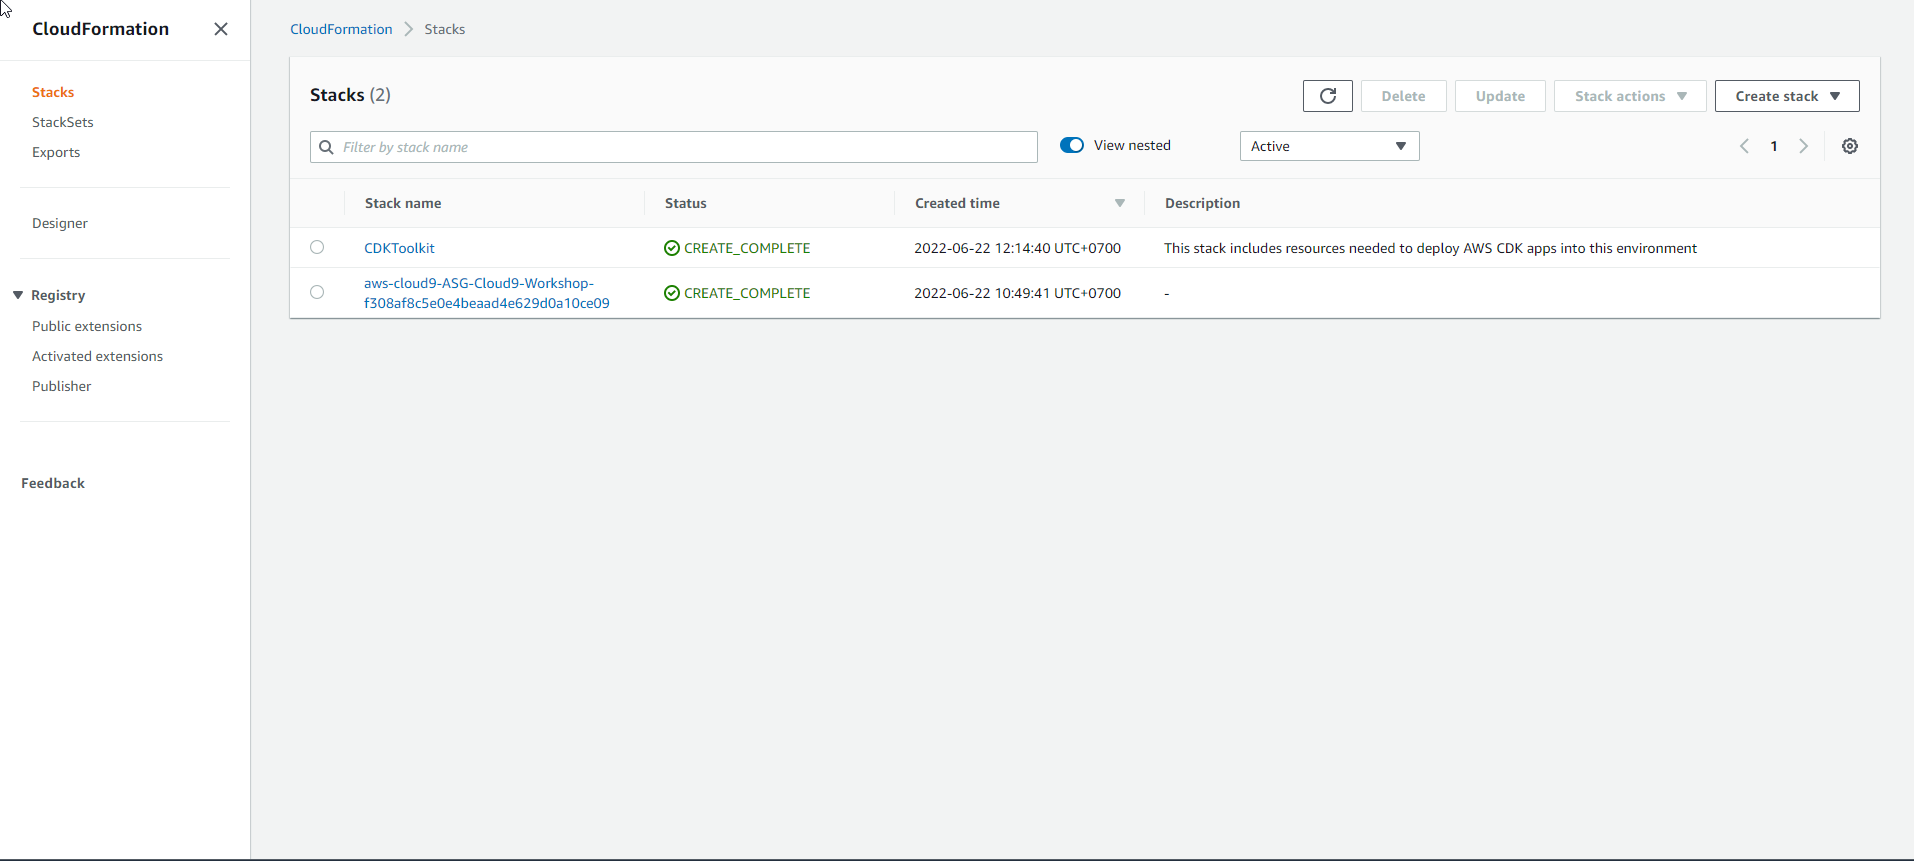 CloudFormation
Stacks
StackSets
Exports
Designer
Registry
Public extensions
Activated extensions
Publisher
Feedback
CloudFormation Stacks
Stacks (2)
Delete Update Stack actions Create stack
Filter by stack name View nested Active 1
Stack name Status Created time Description
CDKToolkit CREATE_COMPLETE 2022-06-22 12:14:40 UTC+0700 This stack includes resources needed to deploy AWS CDK apps into this environment
aws-cloud9-ASG-Cloud9-Workshop-
f308af8c5e0e4beaad4e629d0a10ce09 CREATE_COMPLETE 2022-06-22 10:49:41 UTC+0700 -